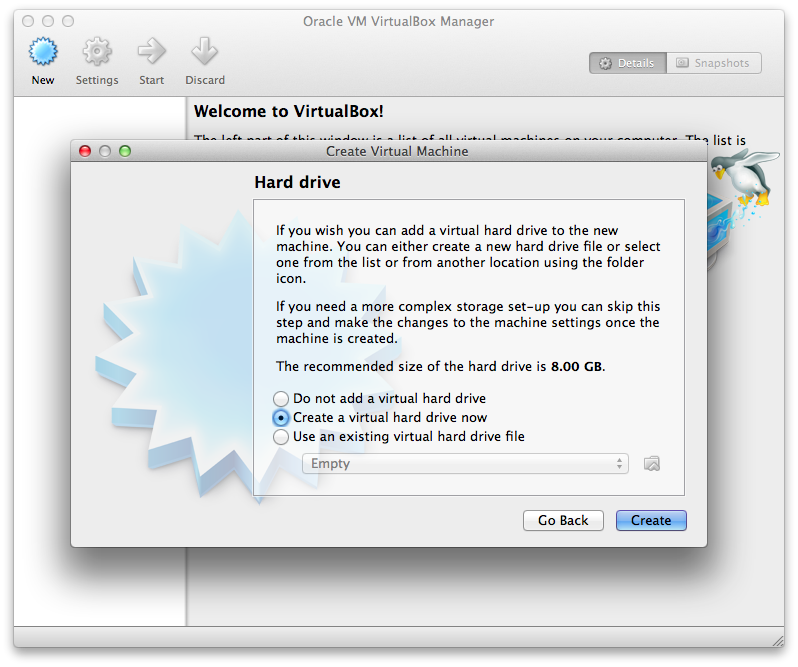 Oracle VM VirtualBox Manager
New
Settings
Start
Discard
Details
Snapshots
Welcome to VirtualBox!
The left part of this window is a list of all virtual machines on your computer. The list is
Create Virtual Machine
Hard drive
If you wish you can add a virtual hard drive to the new
machine. You can either create a new hard drive file or select
one from the list or from another location using the folder
icon.
If you need a more complex storage set-up you can skip this
step and make the changes to the machine settings once the
machine is created.
The recommended size of the hard drive is 8.00 GB.
Do not add a virtual hard drive
Create a virtual hard drive now
Use an existing virtual hard drive file
Empty
Go Back
Create